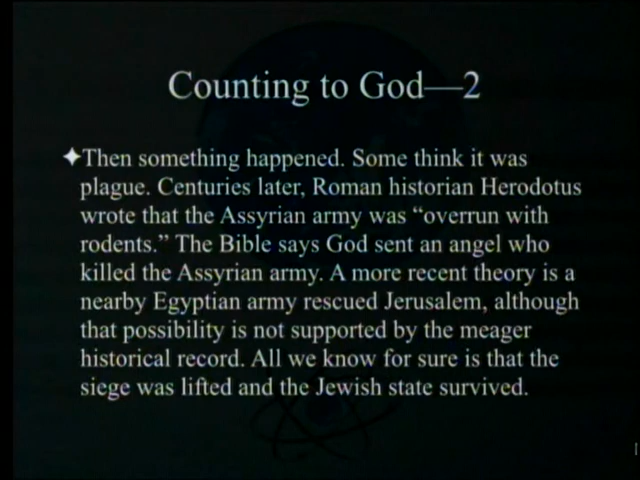 Counting to God—2
✦Then something happened. Some think it was
plague. Centuries later, Roman historian Herodotus
wrote that the Assyrian army was “overrun with
rodents.” The Bible says God sent an angel who
killed the Assyrian army. A more recent theory is a
nearby Egyptian army rescued Jerusalem, although
that possibility is not supported by the meager
historical record. All we know for sure is that the
siege was lifted and the Jewish state survived.